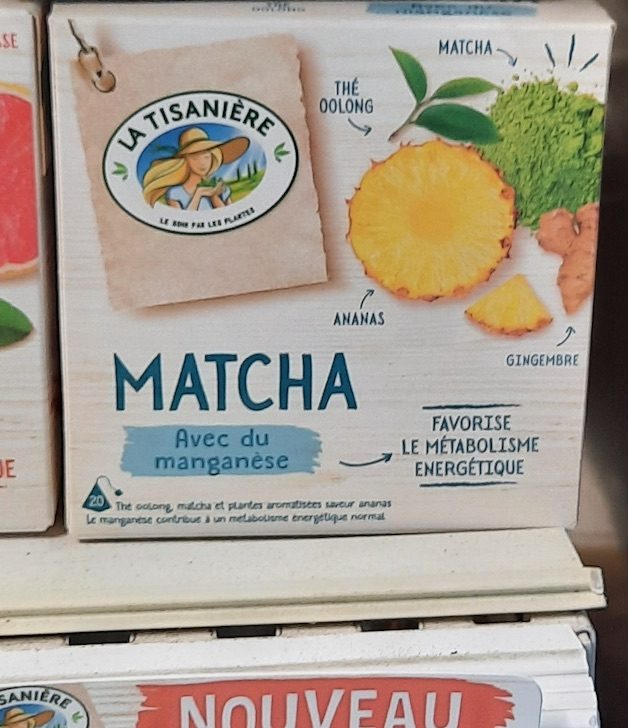 MATCHA
THÉ
OOLONG
LA TISANIÈRE
LE SOIN PAR LES PLANTES
ANANAS
GINGEMBRE
MATCHA
Avec du
manganèse
FAVORISE
LE MÉTABOLISME
ENERGÉTIQUE
20
Thé oolong, matcha et plantes aromatisées saveur ananas
Le manganèse contribue à un métabolisme énergétique normal
SANIÈRE
NOUVEAU